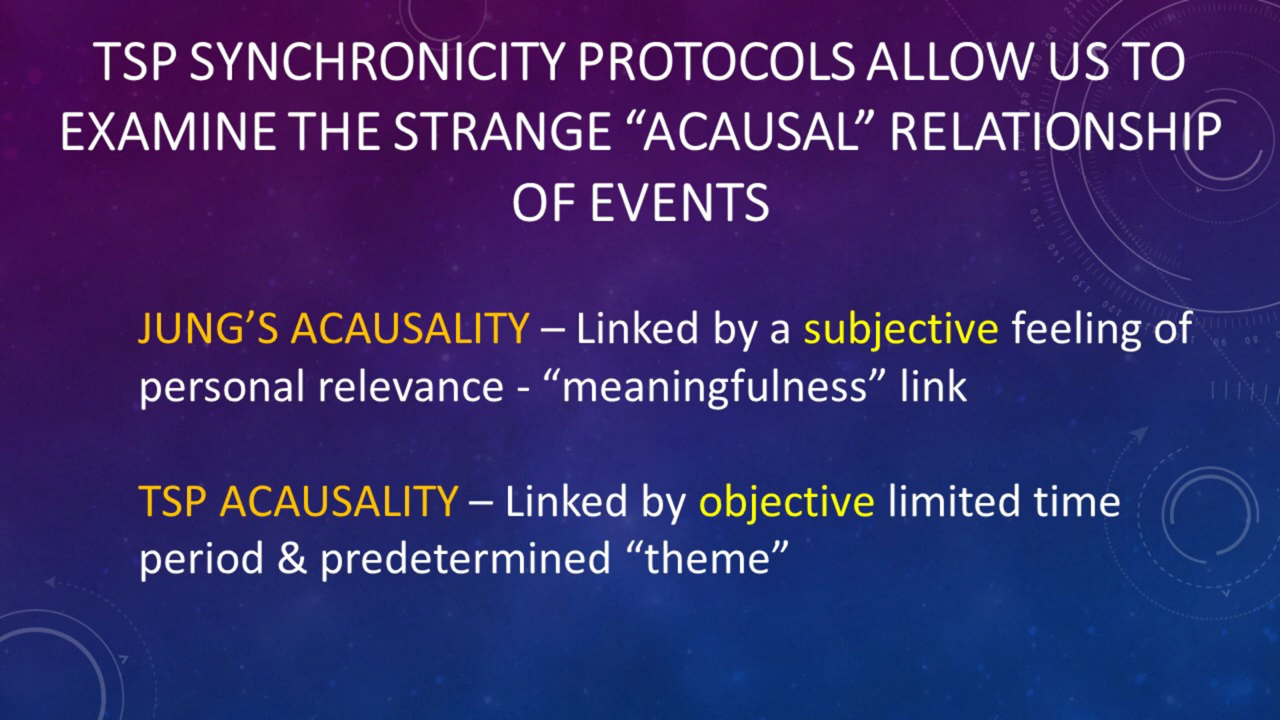 TSP SYNCHRONICITY PROTOCOLS ALLOW US TO
EXAMINE THE STRANGE “ACAUSAL” RELATIONSHIP
OF EVENTS
JUNG’S ACAUSALITY – Linked by a subjective feeling of
personal relevance - “meaningfulness” link
TSP ACAUSALITY – Linked by objective limited time
period & predetermined “theme”